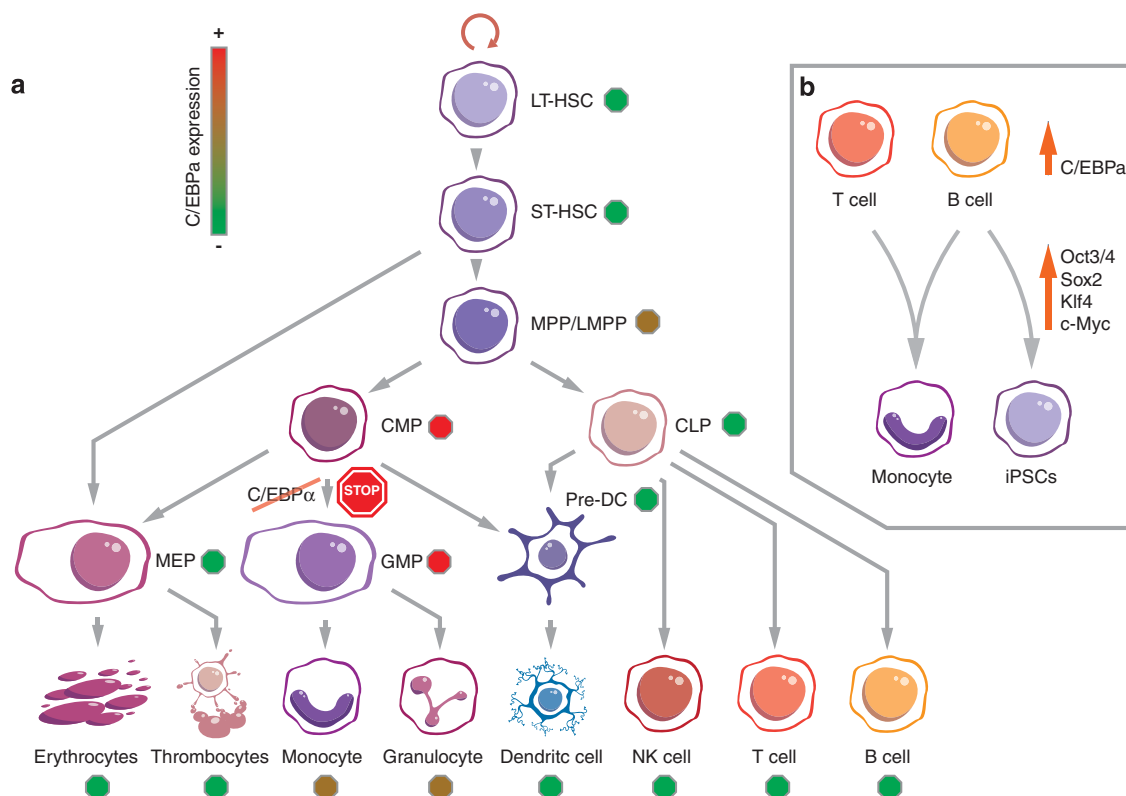 a
+
C/EBPa expression
-
LT-HSC
ST-HSC
MPP/LMPP
CMP
CLP
C/EBPα
STOP
Pre-DC
MEP
GMP
Erythrocytes
Thrombocytes
Monocyte
Granulocyte
Dendritc cell
NK cell
T cell
B cell
b
T cell
B cell
C/EBPa
Oct3/4
Sox2
Klf4
c-Myc
Monocyte
iPSCs